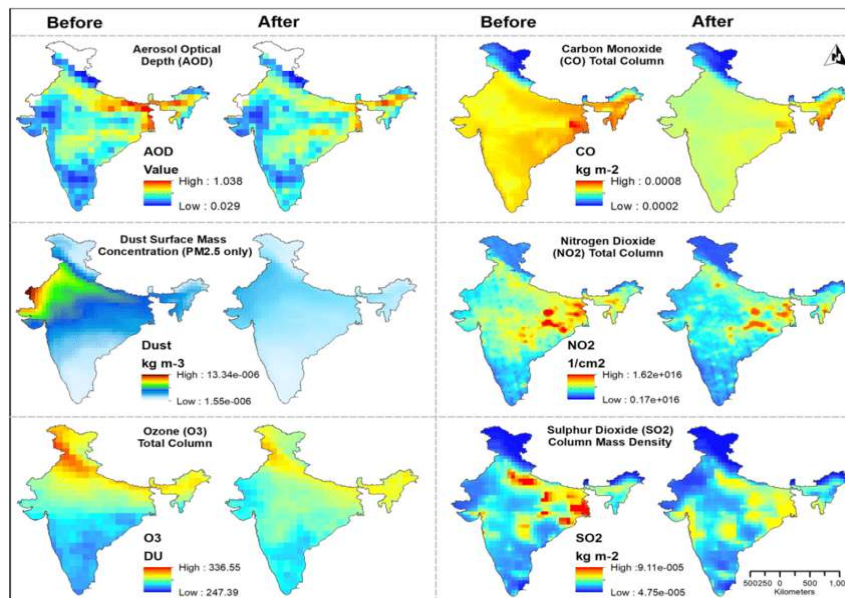 Before
After
Before
After
Aerosol Optical
Depth (AOD)
AOD
Value
High : 1.038
Low : 0.029
Carbon Monoxide
(CO) Total Column
CO
kg m-2
High : 0.0008
Low : 0.0002
Dust Surface Mass
Concentration (PM2.5 only)
Dust
kg m-3
High : 13.34e-006
Low : 1.55e-006
Nitrogen Dioxide
(NO2) Total Column
NO2
1/cm2
High : 1.62e+016
Low : 0.17e+016
Ozone (O3)
Total Column
O3
DU
High : 336.55
Low : 247.39
Sulphur Dioxide (SO2)
Column Mass Density
SO2
kg m-2
High :9.11e-005
Low : 4.75e-005
500250 0 500 1,00
Kilometers